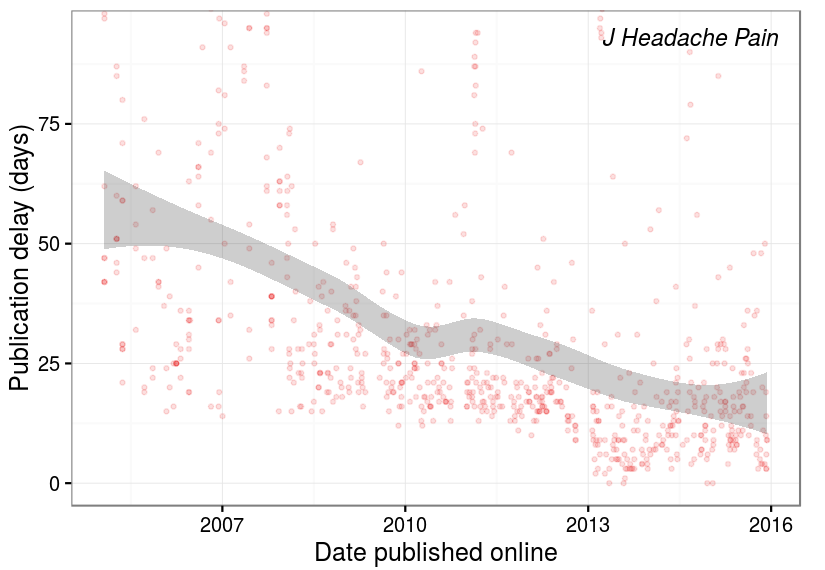 J Headache Pain
Publication delay (days)
75
50
25
0
2007
2010
2013
2016
Date published online